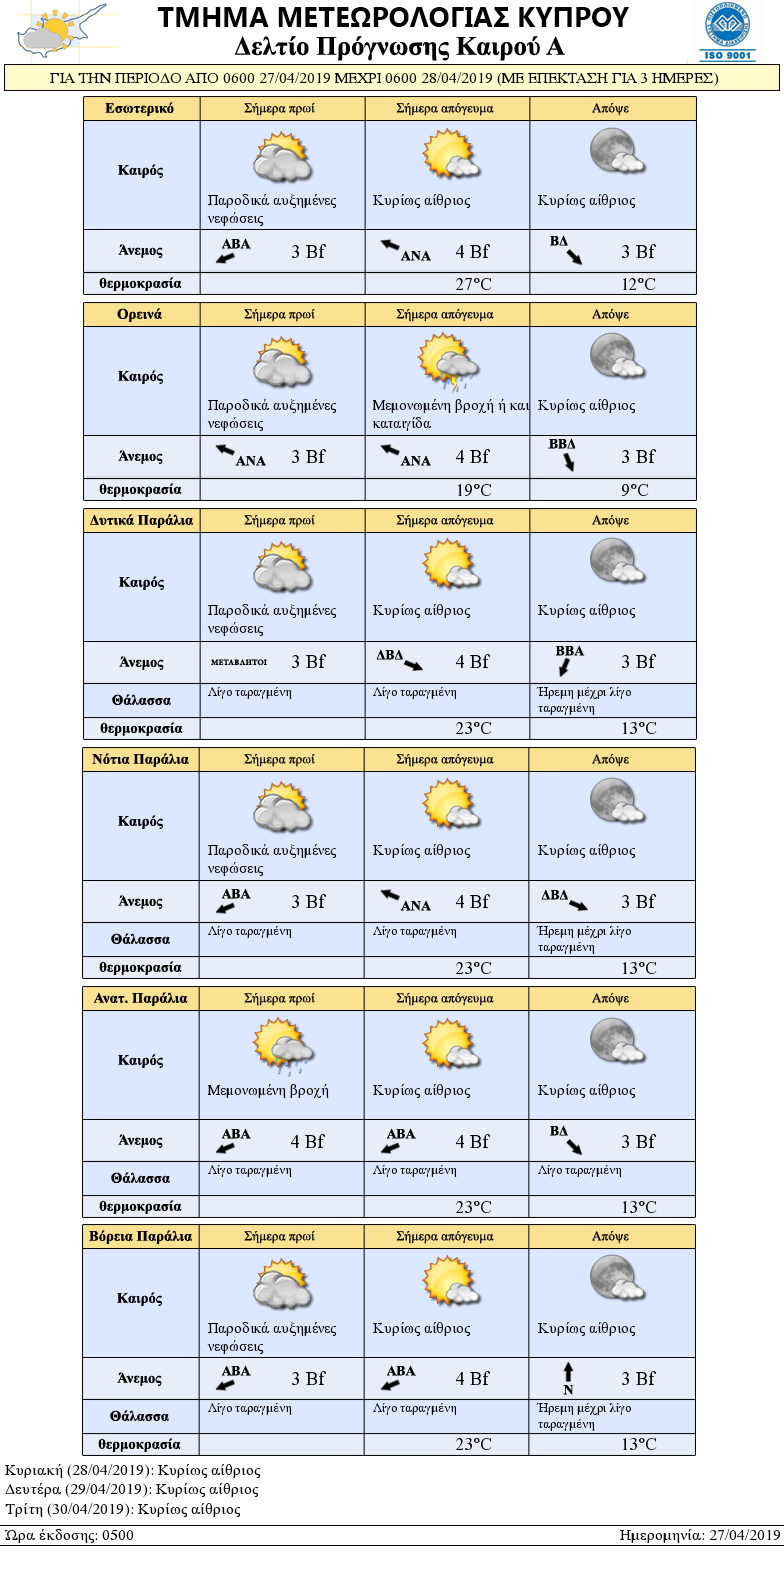 ΤΜΗΜΑ ΜΕΤΕΩΡΟΛΟΓΙΑΣ ΚΥΠΡΟΥ
Δελτίο Πρόγνωσης Καιρού Α
ISO 9001
ΓΙΑ ΤΗΝ ΠΕΡΙΟΔΟ ΑΠΟ 0600 27/04/2019 ΜΕΧΡΙ 0600 28/04/2019 (ΜΕ ΕΠΕΚΤΑΣΗ ΓΙΑ 3 ΗΜΕΡΕΣ)
Εσωτερικό Σήμερα πρωί Σήμερα απόγευμα Απόψε
Καιρός
Παροδικά αυξημένες Κυρίως αίθριος Κυρίως αίθριος
νεφώσεις
Άνεμος ΑΒΑ 3 Bf ΑΝΑ 4 Bf ΒΔ 3 Bf
θερμοκρασία 27°C 12°C
Ορεινά Σήμερα πρωί Σήμερα απόγευμα Απόψε
Καιρός
Παροδικά αυξημένες Μεμονωμένη βροχή ή και Κυρίως αίθριος
νεφώσεις καταιγίδα
Άνεμος ΑΝΑ 3 Bf ΑΝΑ 4 Bf ΒΒΔ 3 Bf
θερμοκρασία 19°C 9°C
Δυτικά Παράλια Σήμερα πρωί Σήμερα απόγευμα Απόψε
Καιρός
Παροδικά αυξημένες Κυρίως αίθριος Κυρίως αίθριος
νεφώσεις
Άνεμος ΜΕΤΑΒΛΗΤΟΙ 3 Bf ΔΒΔ 4 Bf ΒΒΑ 3 Bf
Θάλασσα Λίγο ταραγμένη Λίγο ταραγμένη Ήρεμη μέχρι λίγο
ταραγμένη
θερμοκρασία 23°C 13°C
Νότια Παράλια Σήμερα πρωί Σήμερα απόγευμα Απόψε
Καιρός
Παροδικά αυξημένες Κυρίως αίθριος Κυρίως αίθριος
νεφώσεις
Άνεμος ΑΒΑ 3 Bf ΑΝΑ 4 Bf ΔΒΔ 3 Bf
Θάλασσα Λίγο ταραγμένη Λίγο ταραγμένη Ήρεμη μέχρι λίγο
ταραγμένη
θερμοκρασία 23°C 13°C
Ανατ. Παράλια Σήμερα πρωί Σήμερα απόγευμα Απόψε
Καιρός
Μεμονωμένη βροχή Κυρίως αίθριος Κυρίως αίθριος
Άνεμος ΑΒΑ 4 Bf ΑΒΑ 4 Bf ΒΔ 3 Bf
Θάλασσα Λίγο ταραγμένη Λίγο ταραγμένη Λίγο ταραγμένη
θερμοκρασία 23°C 13°C
Βόρεια Παράλια Σήμερα πρωί Σήμερα απόγευμα Απόψε
Καιρός
Παροδικά αυξημένες Κυρίως αίθριος Κυρίως αίθριος
νεφώσεις
Άνεμος ΑΒΑ 3 Bf ΑΒΑ 4 Bf Ν 3 Bf
Θάλασσα Λίγο ταραγμένη Λίγο ταραγμένη Ήρεμη μέχρι λίγο
ταραγμένη
θερμοκρασία 23°C 13°C
Κυριακή (28/04/2019): Κυρίως αίθριος
Δευτέρα (29/04/2019): Κυρίως αίθριος
Τρίτη (30/04/2019): Κυρίως αίθριος
Ώρα έκδοσης: 0500 Ημερομηνία: 27/04/2019